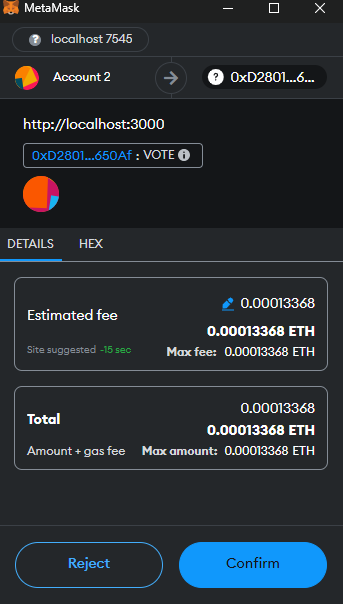 MetaMask
localhost 7545
Account 2
0xD2801...6...
http://localhost:3000
0xD2801...650Af : VOTE
DETAILS HEX
0.00013368
Estimated fee
0.00013368 ETH
Site suggested ~15 sec Max fee: 0.00013368 ETH
0.00013368
Total
0.00013368 ETH
Amount + gas fee Max amount: 0.00013368 ETH
Reject Confirm